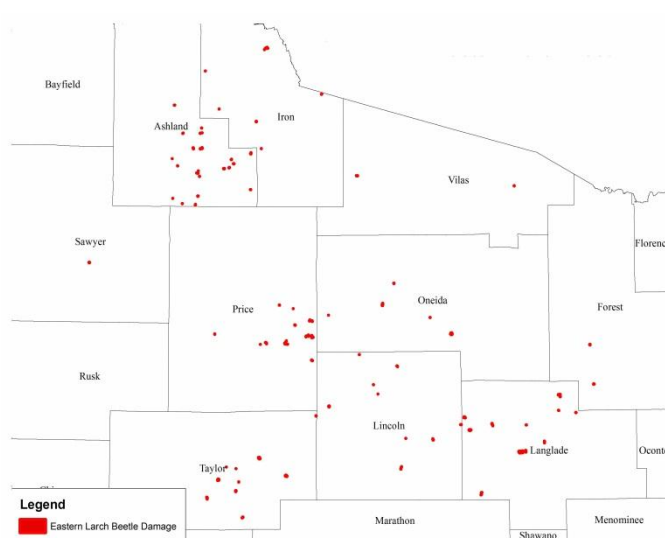 Bayfield
Ashland
Iron
Vilas
Sawyer
Florenc
Price
Oneida
Forest
Rusk
Lincoln
Taylor
Langlade
Oconto
Legend
Eastern Larch Beetle Damage
Marathon
Menominee
Shawano